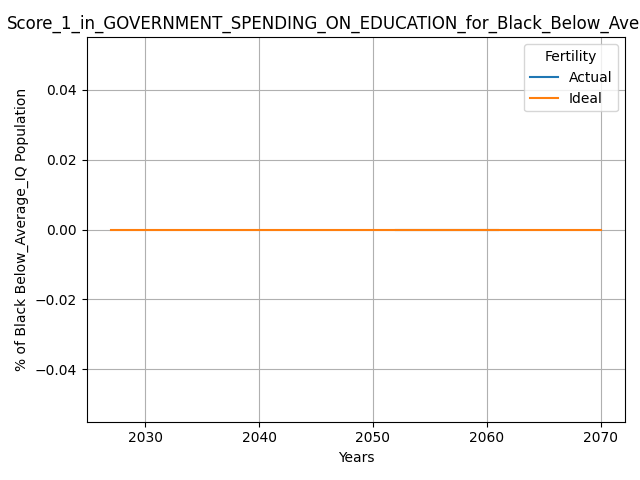 Score_1_in_GOVERNMENT_SPENDING_ON_EDUCATION_for_Black_Below_Ave
Fertility
Actual
Ideal
% of Black Below_Average_IQ Population
0.04
0.02
0.00
−0.02
−0.04
2030 2040 2050 2060 2070
Years